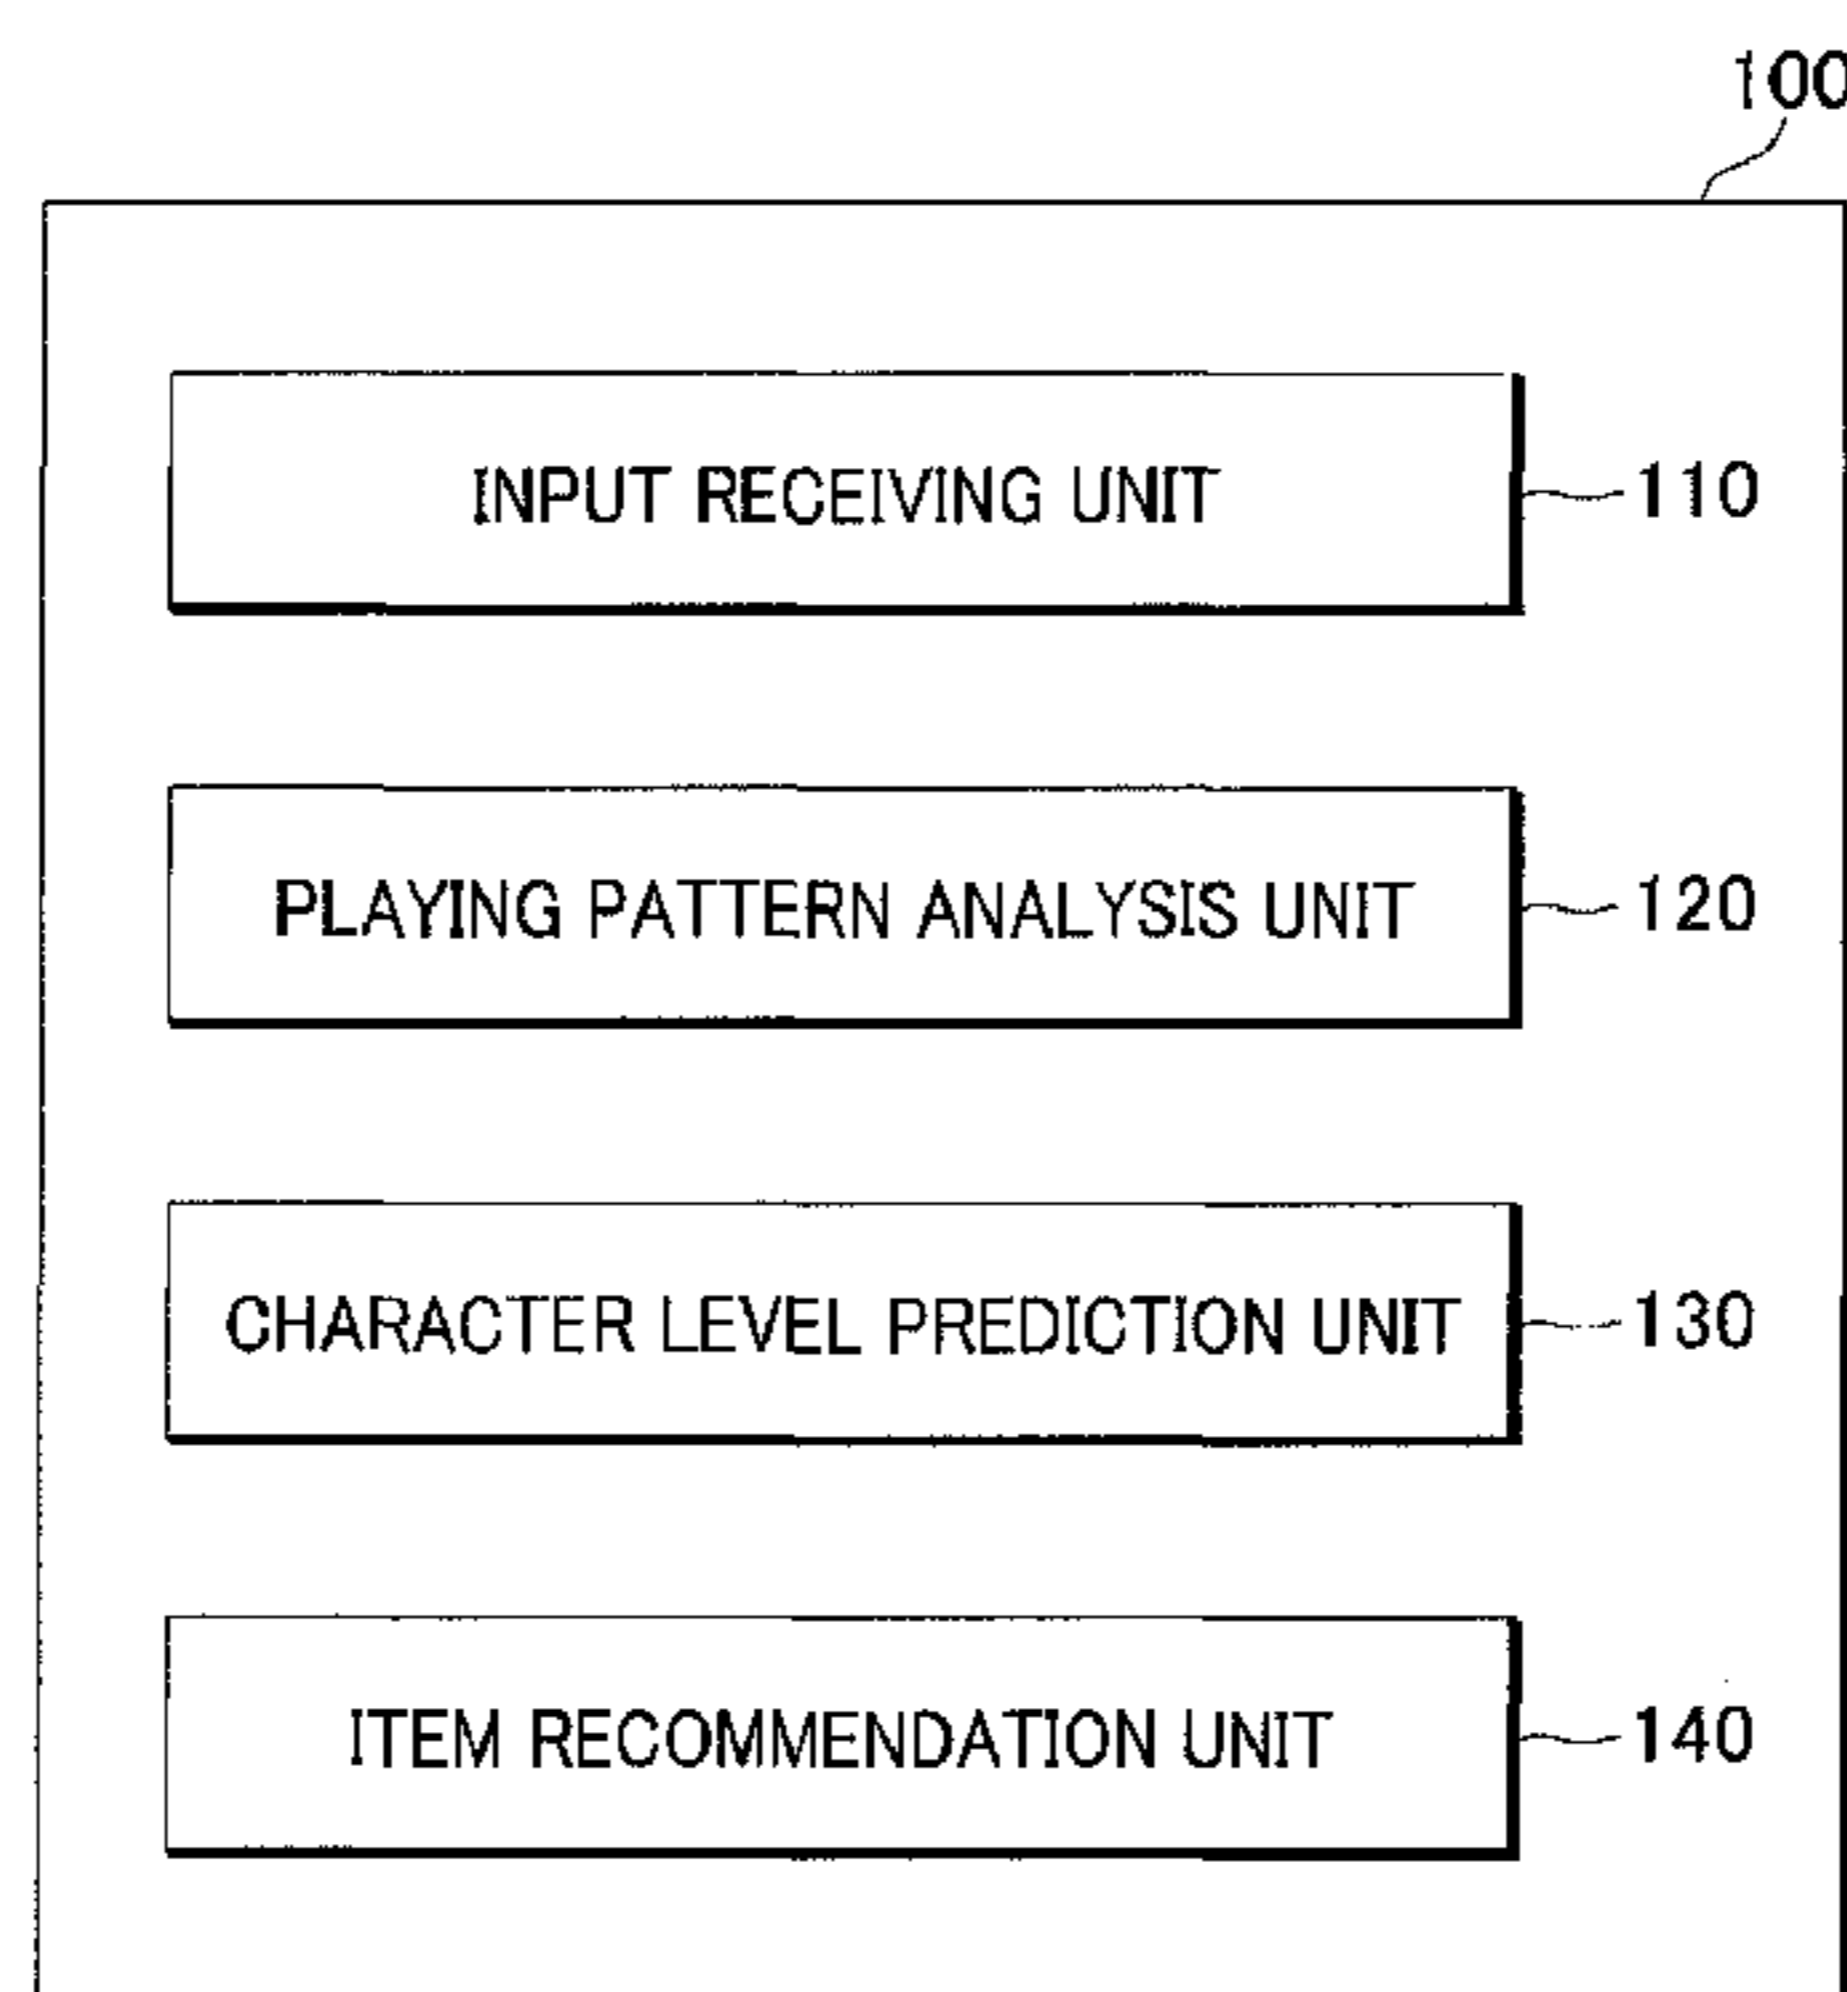 100
INPUT RECEIVING UNIT
110
PLAYING PATTERN ANALYSIS UNIT
120
CHARACTER LEVEL PREDICTION UNIT
130
ITEM RECOMMENDATION UNIT
140